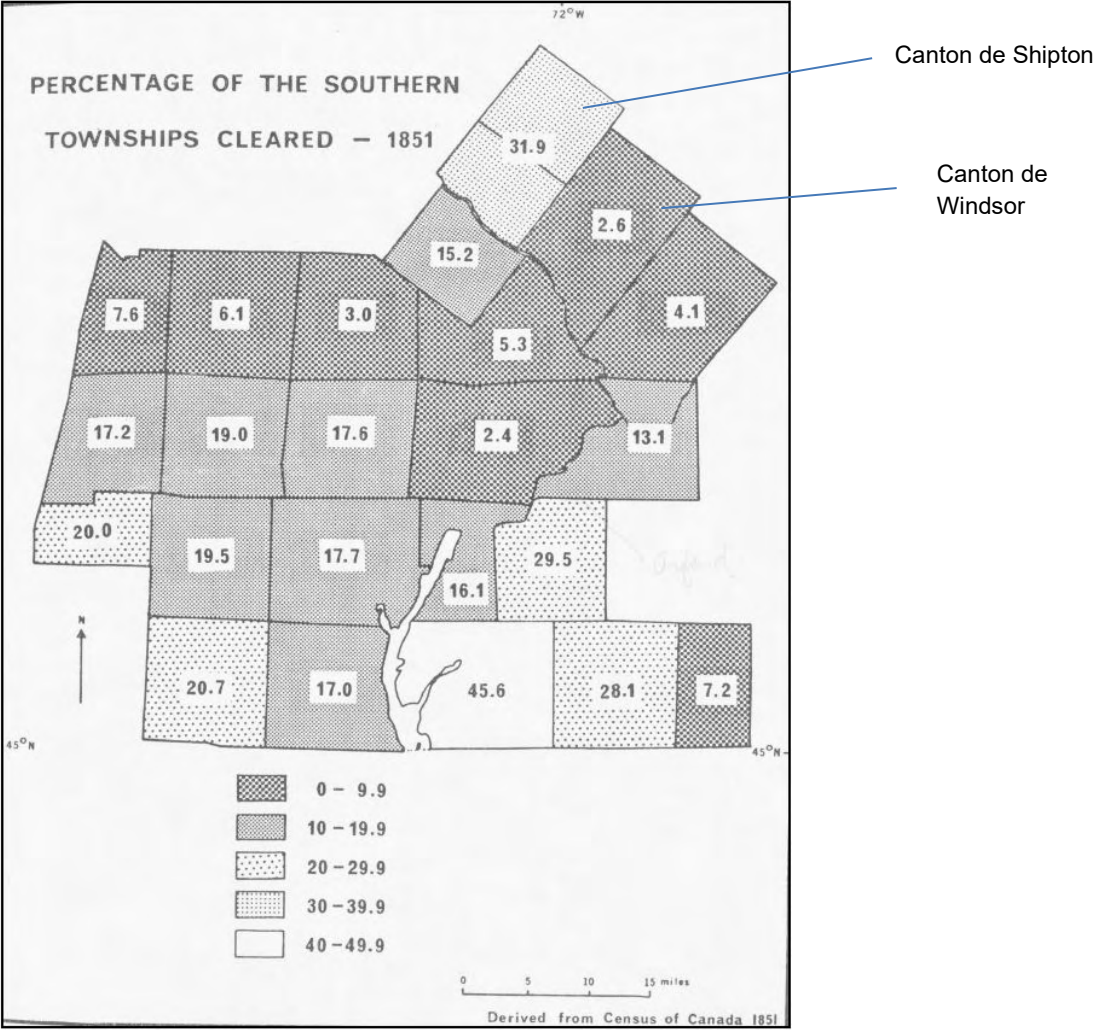 72°W
Canton de Shipton
PERCENTAGE OF THE SOUTHERN
TOWNSHIPS CLEARED – 1851
31.9
Canton de
Windsor
2.6
15.2
7.6
6.1
3.0
4.1
5.3
17.2
19.0
17.6
2.4
13.1
20.0
19.5
17.7
16.1
29.5
N
20.7
17.0
45.6
28.1
7.2
45°N
45°N
0 – 9.9
10 – 19.9
20 – 29.9
30 – 39.9
40 – 49.9
0 5 10 15 miles
Derived from Census of Canada 1851